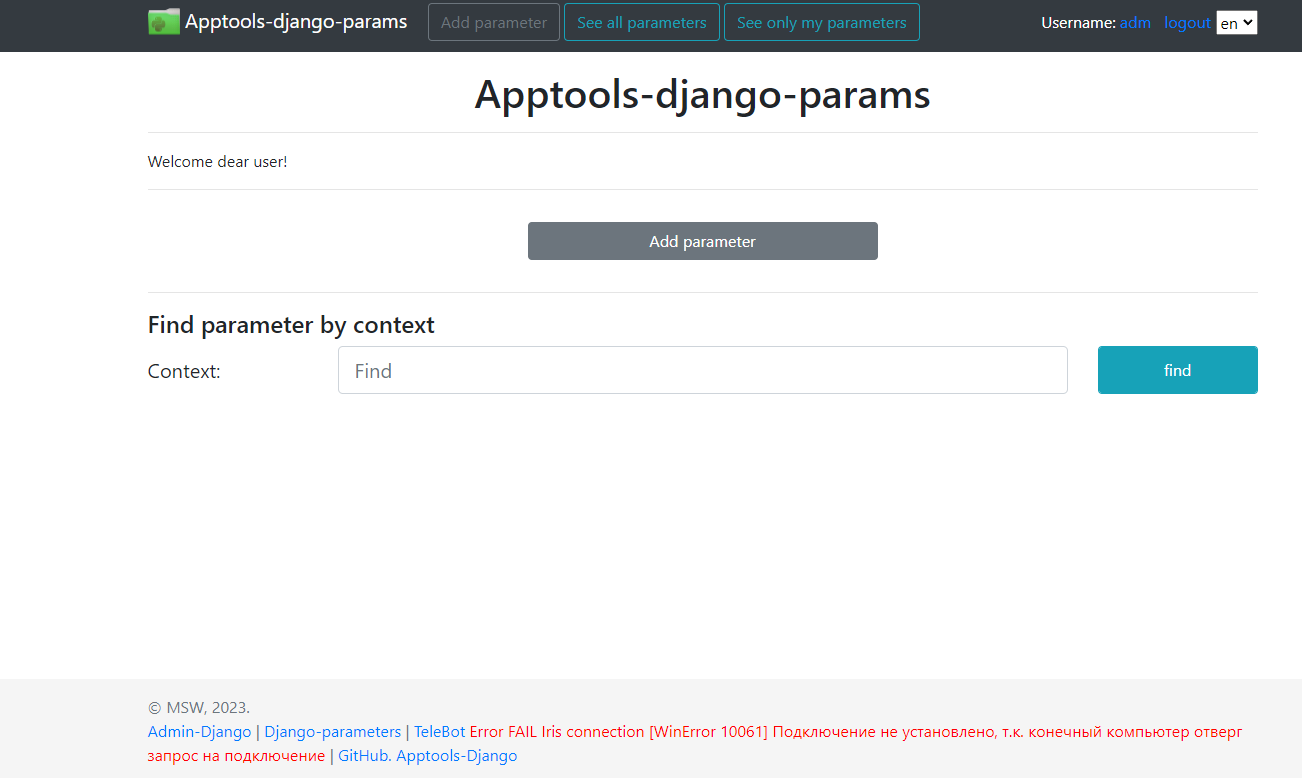 Apptools-django-params Add parameter See all parameters See only my parameters Username: adm logout en
Apptools-django-params
Welcome dear user!
Add parameter
Find parameter by context
Context: Find find
© MSW, 2023.
Admin-Django | Django-parameters | TeleBot Error FAIL Iris connection [WinError 10061] Подключение не установлено, т.к. конечный компьютер отверг
запрос на подключение | GitHub. Apptools-Django